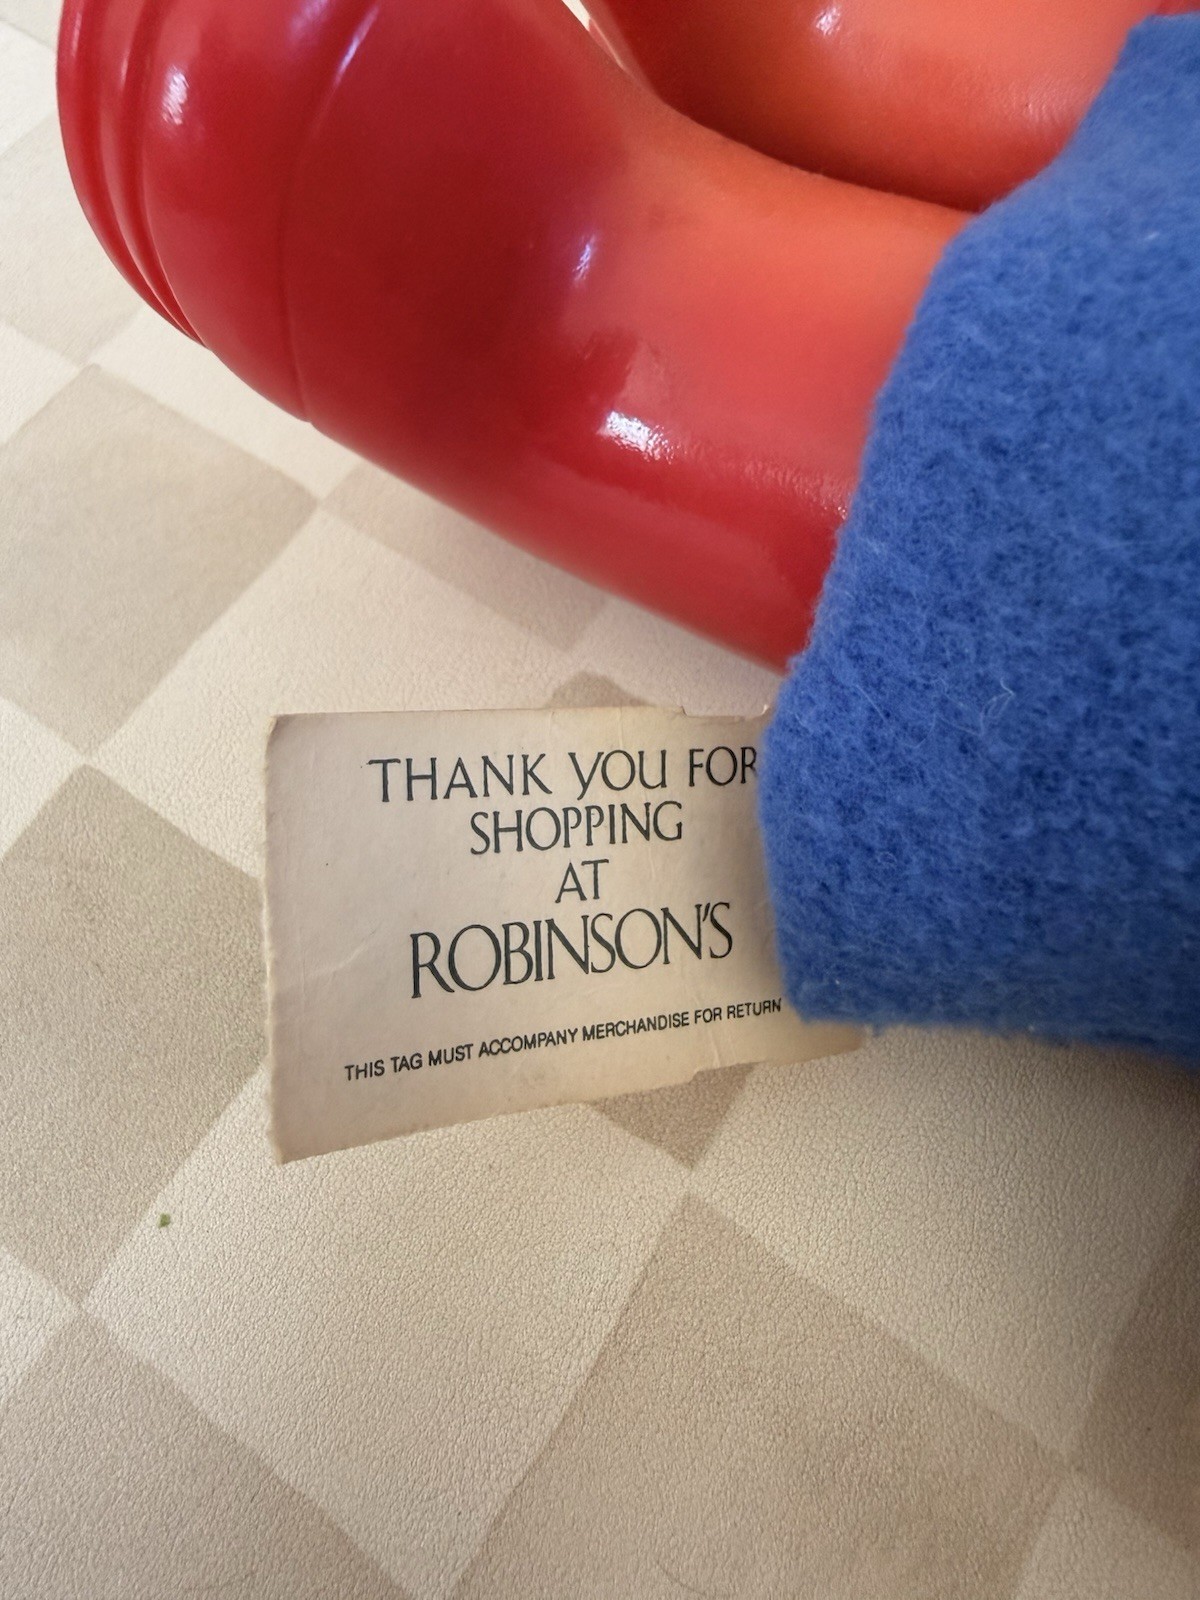 THANK YOU FOR
SHOPPING
AT
ROBINSON'S
THIS TAG MUST ACCOMPANY MERCHANDISE FOR RETURN